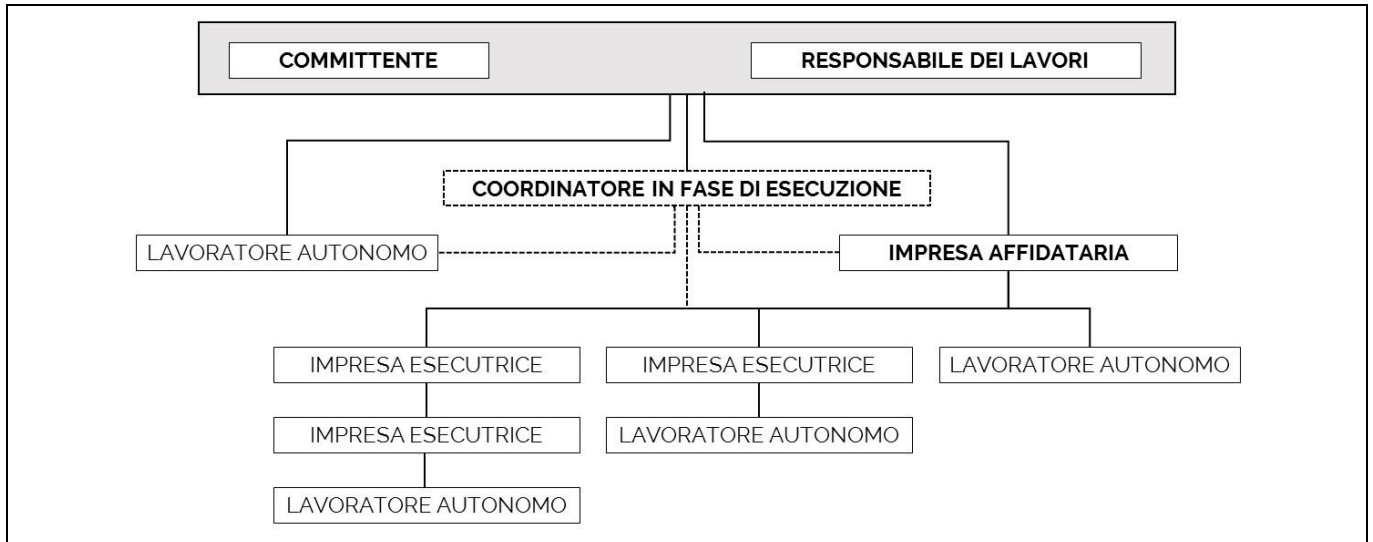 COMMITTENTE
RESPONSABILE DEI LAVORI
COORDINATORE IN FASE DI ESECUZIONE
LAVORATORE AUTONOMO
IMPRESA AFFIDATARIA
IMPRESA ESECUTRICE
IMPRESA ESECUTRICE
LAVORATORE AUTONOMO
IMPRESA ESECUTRICE
LAVORATORE AUTONOMO
LAVORATORE AUTONOMO